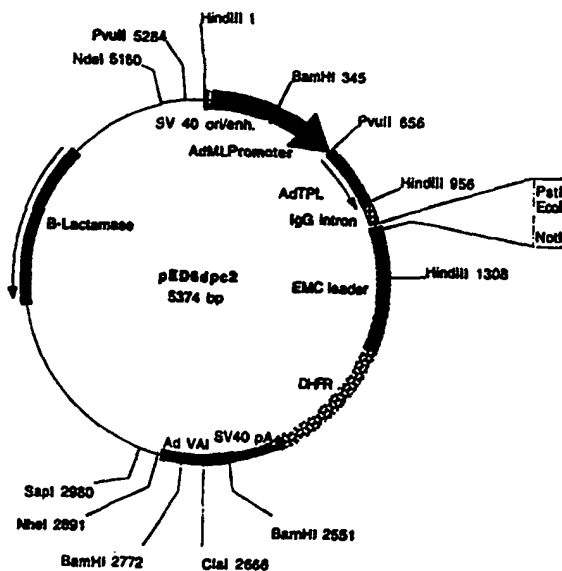 HindIII 1
PvuII 5284
NdeI 5180
BamHI 345
SV 40 ori/enh.
PvuII 656
AdMLPromoter
HindIII 956
AdTPL
PstI
EcoR
IgG intron
NotI
B-Lactamase
pED6dpc2
5374 bp
EMC leader
HindIII 1308
DHFR
SV40 pA
Ad VAI
SapI 2980
NheI 2891
BamHI 2772
ClaI 2666
BamHI 2551